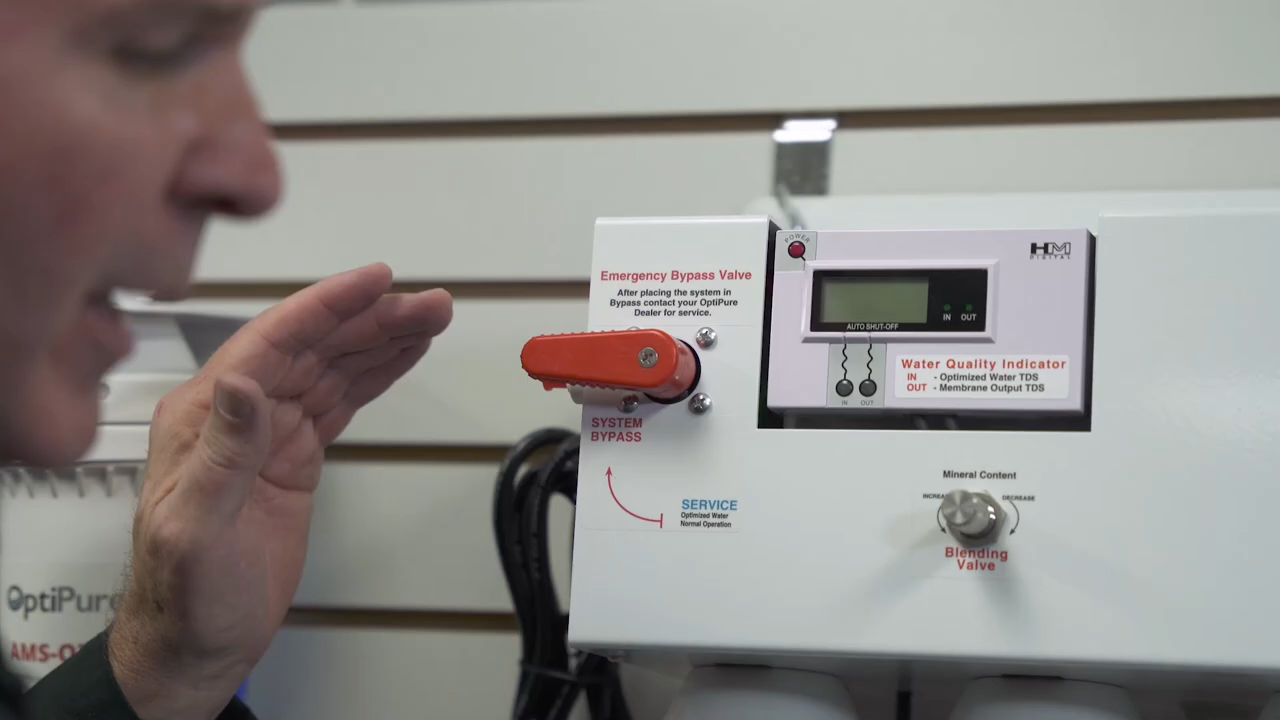 Emergency Bypass Valve
After placing the system in
Bypass contact your OptiPure
Dealer for service.
SYSTEM
BYPASS
SERVICE
Optimized Water
Normal Operation
POWER
HM
DIGITAL
IN OUT
AUTO SHUT-OFF
IN OUT
Water Quality Indicator
IN - Optimized Water TDS
OUT - Membrane Output TDS
Mineral Content
DECREASE
Blending
Valve
OptiPure